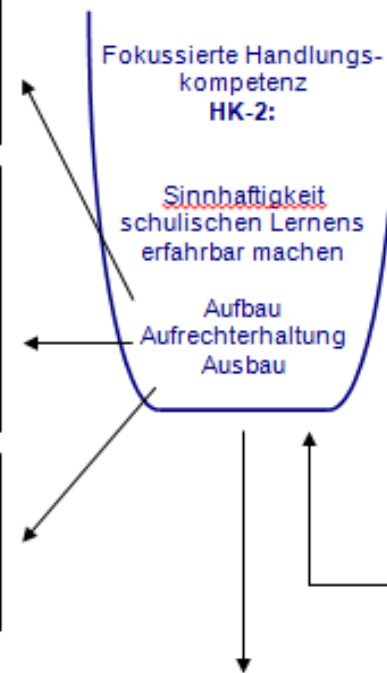 Fokussierte Handlungs-
kompetenz
HK-2:
Sinnhaftigkeit
schulischen Lernens
erfahrbar machen
Aufbau
Aufrechterhaltung
Ausbau